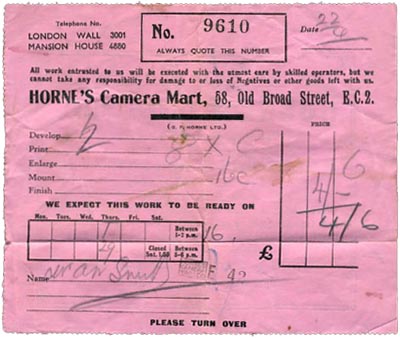 Telephone No.
LONDON WALL 3001
MANSION HOUSE 4680
No. 9610
ALWAYS QUOTE THIS NUMBER
Date 22/9
All work entrusted to us will be executed with the utmost care by skilled operators, but we
cannot take any responsibility for damage to or loss of Negatives or other goods left with us.
HORNE'S Camera Mart, 58, Old Broad Street, E.C.2.
(G. F. HORNE LTD.)
PRICE
Develop
Print
Enlarge
Mount
Finish
6
4/-
4/6
WE EXPECT THIS WORK TO BE READY ON
Mon. Tues. Wed. Thurs. Fri. Sat.
Between
1-7 p.m.
Closed
Sat. 1.00
Between
5-6 p.m.
£
Name
PLEASE TURN OVER